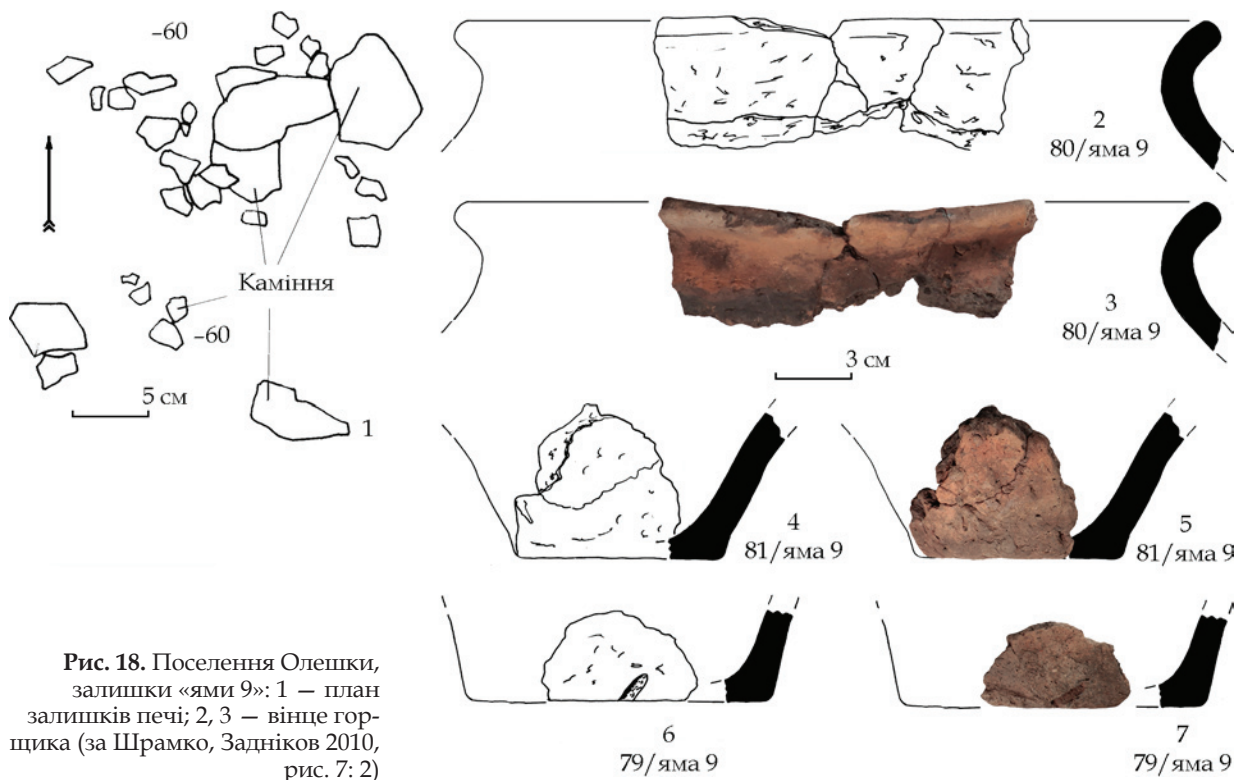 -60
Каміння
-60
5 см
1
2
80/яма 9
3
80/яма 9
3 см
4
81/яма 9
5
81/яма 9
6
79/яма 9
7
79/яма 9
Рис. 18. Поселення Олешки,
залишки «ями 9»: 1 — план
залишків печі; 2, 3 — вінце гор-
щика (за Шрамко, Задніков 2010,
рис. 7: 2)